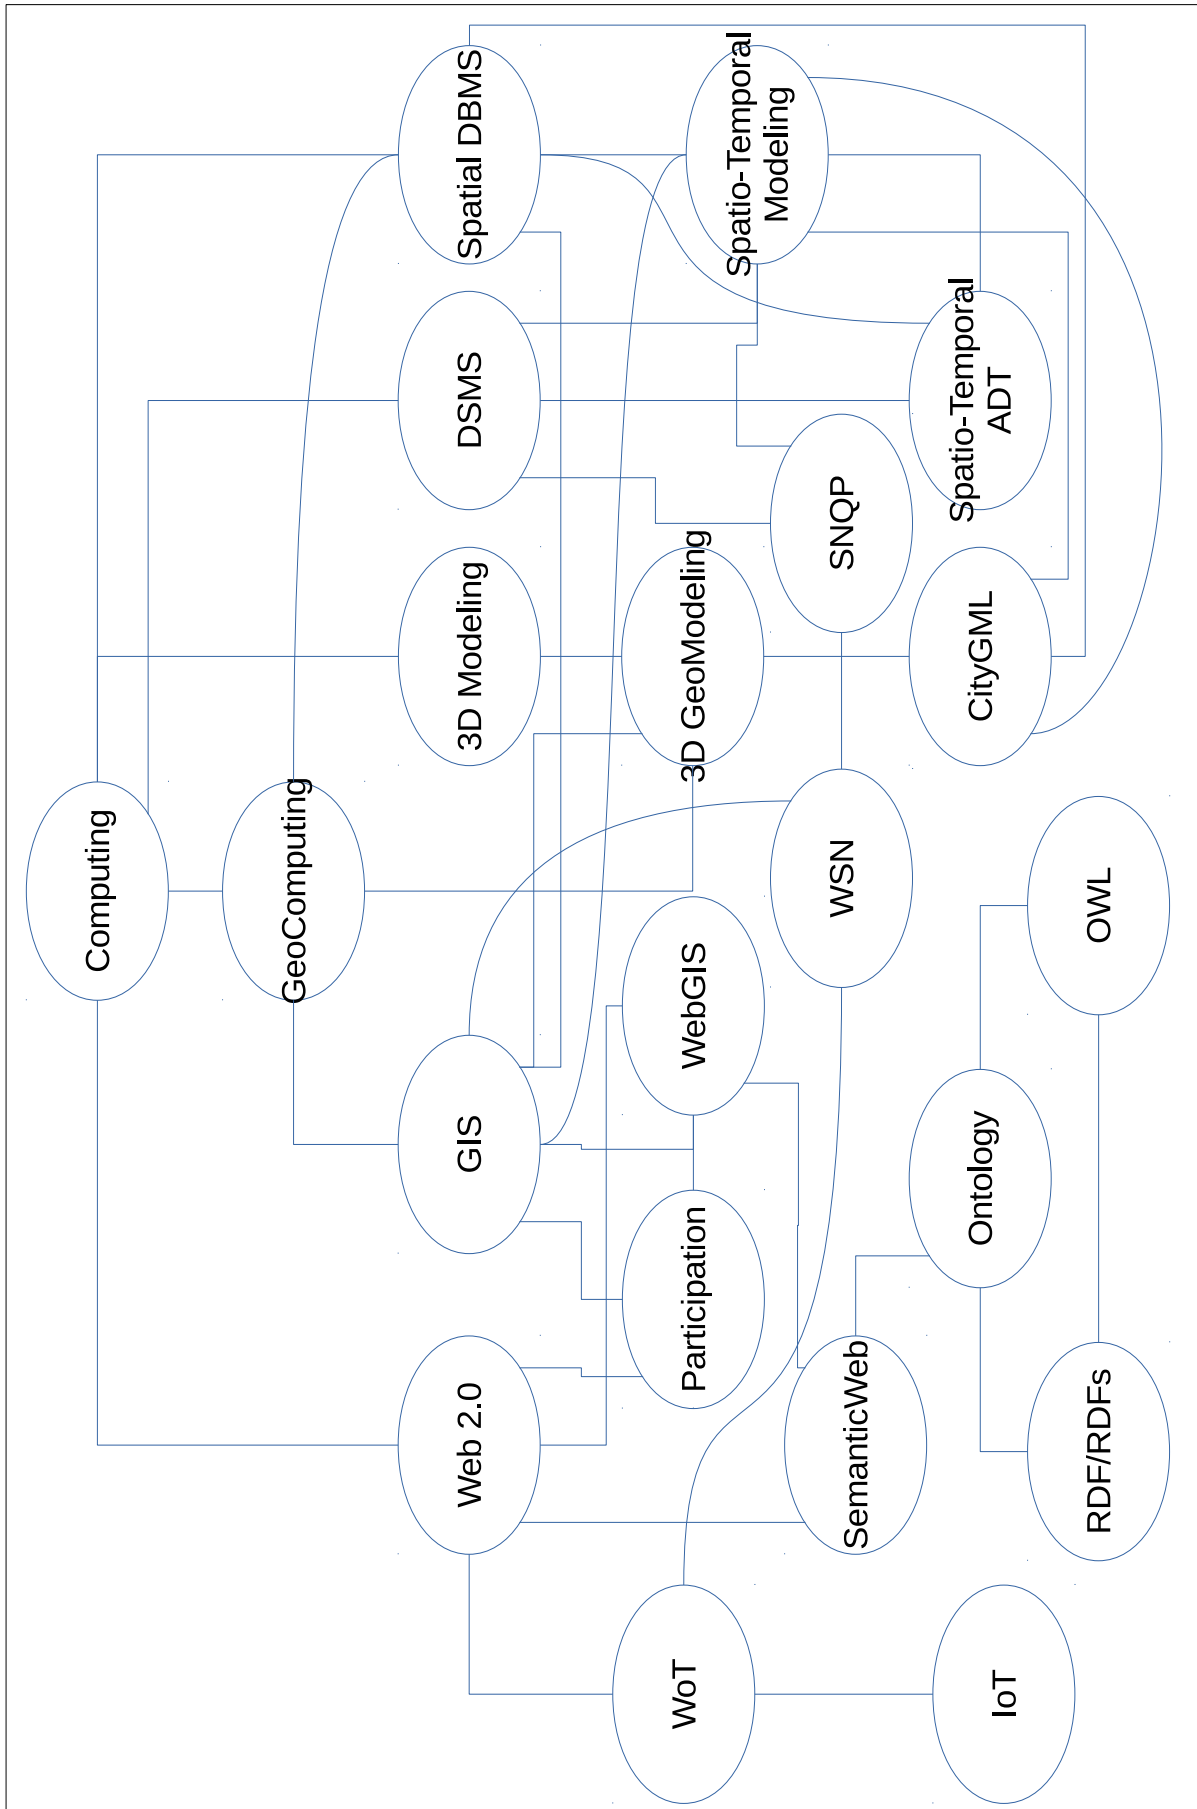 Computing
GeoComputing
Web 2.0
GIS
3D Modeling
DSMS
Spatial DBMS
WoT
Participation
WebGIS
3D GeoModeling
Spatio-Temporal
Modeling
SemanticWeb
WSN
SNQP
IoT
Ontology
CityGML
Spatio-Temporal
ADT
RDF/RDFs
OWL